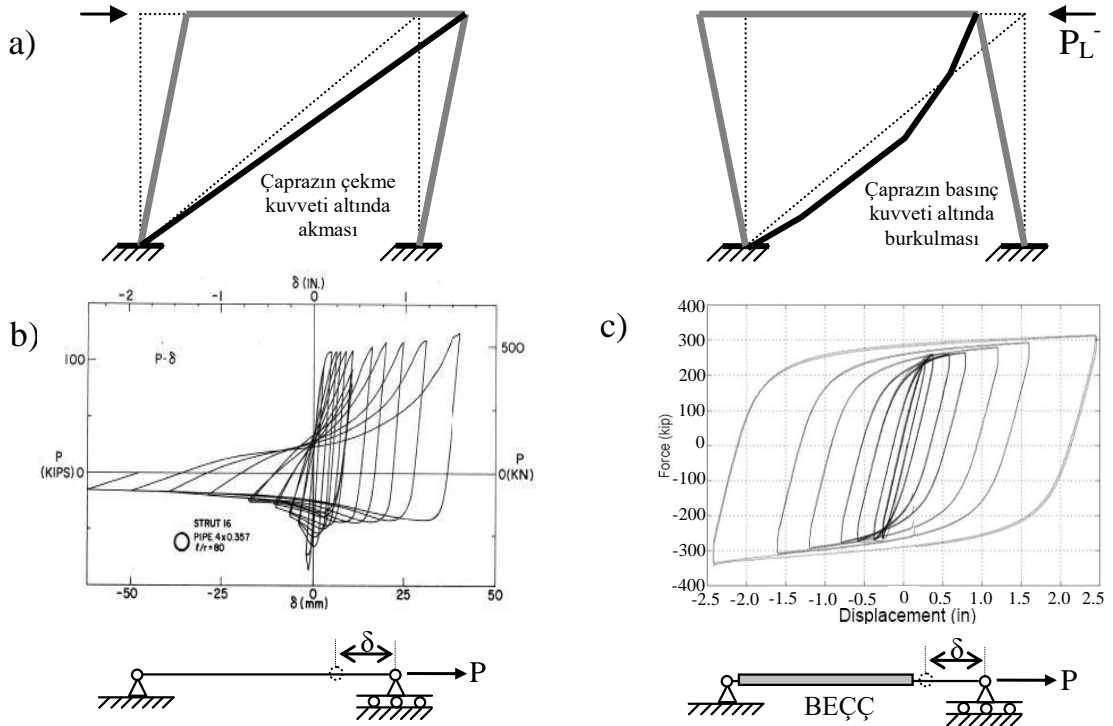 a)
Çaprazın çekme
kuvveti altında
akması
P_L^-
Çaprazın basınç
kuvveti altında
burkulması
b)
δ (IN.)
-2 -1 0 1
100
P-δ
500
P
(KIPS) 0
P
0(KN)
STRUT 16
PIPE 4 x 0.357
ℓ/r = 80
-50 -25 0 25 50
δ (mm)
δ
P
c)
400
300
200
100
0
-100
-200
-300
-400
Force (kip)
-2.5 -2.0 -1.5 -1.0 -0.5 0 0.5 1.0 1.5 2.0 2.5
Displacement (in)
δ
P
BEÇÇ